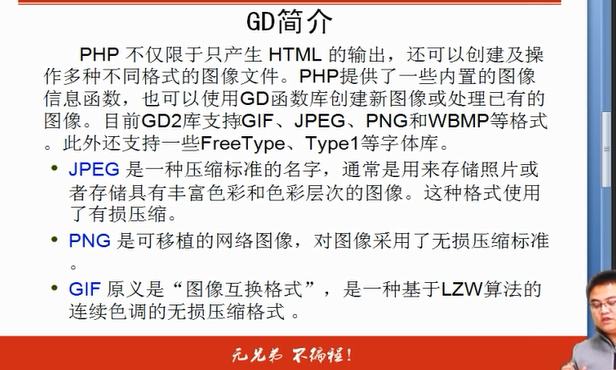 GD简介
PHP 不仅限于只产生 HTML 的输出，还可以创建及操
作多种不同格式的图像文件。PHP提供了一些内置的图像
信息函数，也可以使用GD函数库创建新图像或处理已有的
图像。目前GD2库支持GIF、JPEG、PNG和WBMP等格式
。此外还支持一些FreeType、Type1等字体库。
• JPEG 是一种压缩标准的名字，通常是用来存储照片或
者存储具有丰富色彩和色彩层次的图像。这种格式使用
了有损压缩。
• PNG 是可移植的网络图像，对图像采用了无损压缩标准
。
• GIF 原义是“图像互换格式”，是一种基于LZW算法的
连续色调的无损压缩格式 。
无兄弟 不编程！